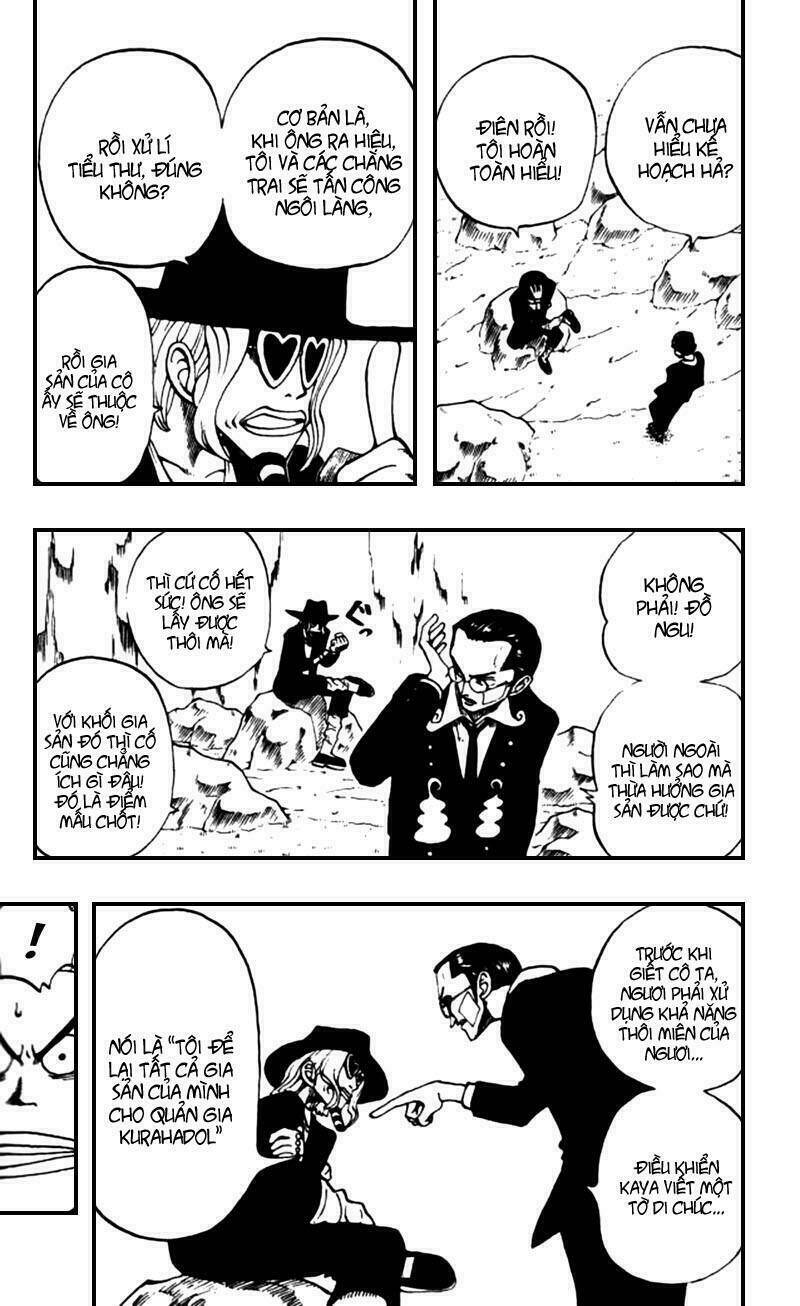 VẪN CHƯA
HIỂU KẾ
HOẠCH HẢ?
ĐIÊN RỒI!
TÔI HOÀN
TOÀN HIỂU!
CƠ BẢN LÀ,
KHI ÔNG RA HIỆU,
TÔI VÀ CÁC CHÀNG
TRAI SẼ TẤN CÔNG
NGÔI LÀNG,
RỒI XỬ LÍ
TIỂU THƯ, ĐÚNG
KHÔNG?
RỒI GIA
SẢN CỦA CÔ
ẤY SẼ THUỘC
VỀ ÔNG!
KHÔNG
PHẢI! ĐỒ
NGU!
NGƯỜI NGOÀI
THÌ LÀM SAO MÀ
THỪA HƯỞNG GIA
SẢN ĐƯỢC CHỨ!
ぐっ
THÌ CỨ CỐ HẾT
SỨC! ÔNG SẼ
LẤY ĐƯỢC
THÔI MÀ!
VỚI KHỐI GIA
SẢN ĐÓ THÌ CỐ
CŨNG CHẲNG
ÍCH GÌ ĐÂU!
ĐÓ LÀ ĐIỂM
MẤU CHỐT!
TRƯỚC KHI
GIẾT CÔ TA,
NGƯƠI PHẢI XỬ
DỤNG KHẢ NĂNG
THÔI MIÊN CỦA
NGƯƠI...
ĐIỀU KHIỂN
KAYA VIẾT MỘT
TỜ DI CHÚC...
NÓI LÀ "TÔI ĐỂ
LẠI TẤT CẢ GIA
SẢN CỦA MÌNH
CHO QUẢN GIA
KURAHADOL"
!